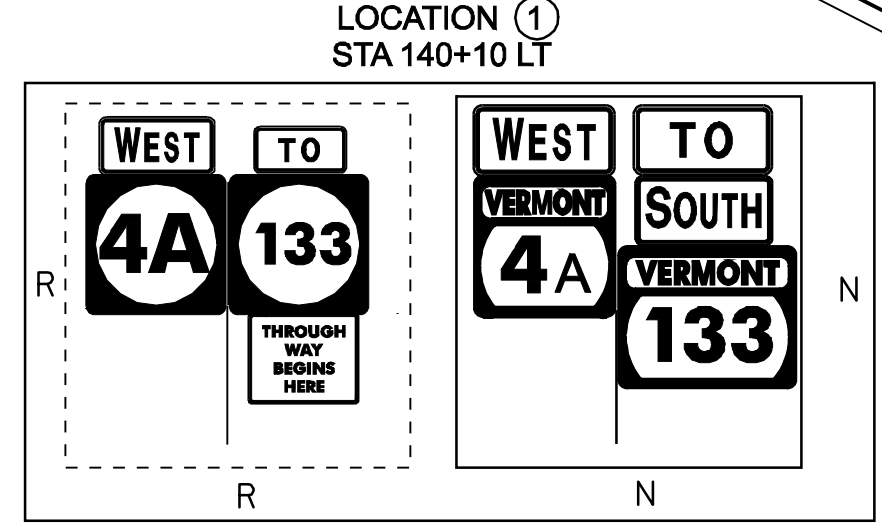 LOCATION 1
STA 140+10 LT
WEST TO
4A 133
THROUGH
WAY
BEGINS
HERE
R
R
WEST TO
SOUTH
VERMONT
4A
VERMONT
133
N
N